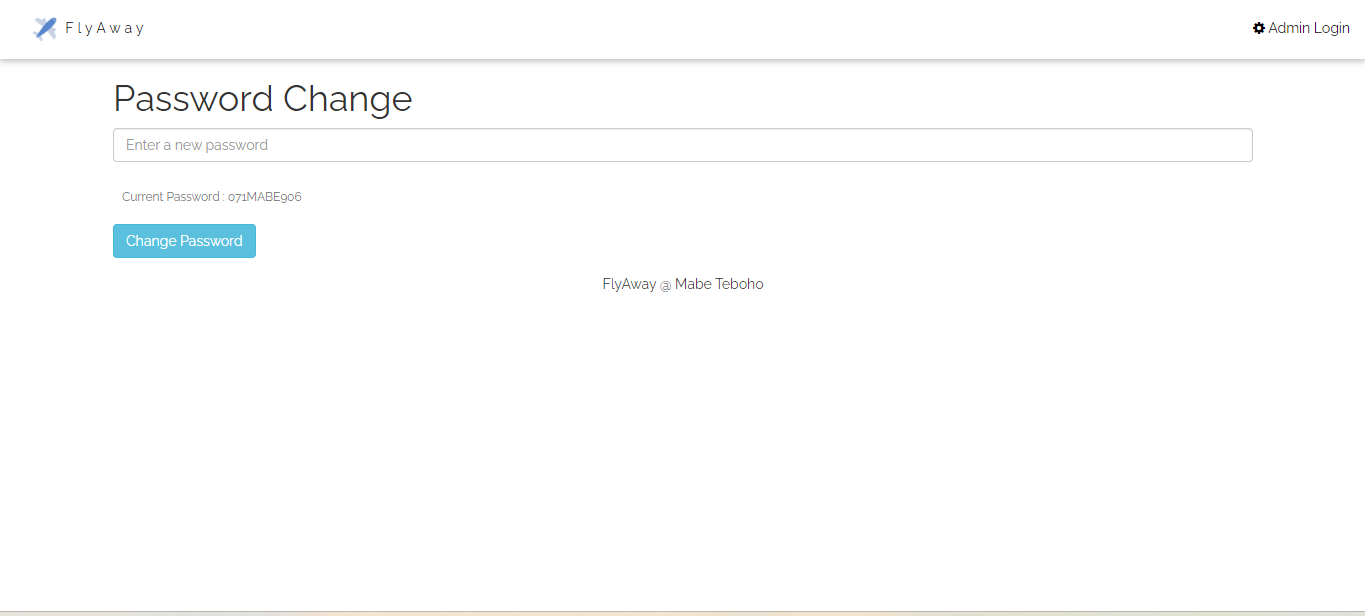 FlyAway
Admin Login
Password Change
Enter a new password
Current Password : 071MABE906
Change Password
FlyAway @ Mabe Teboho